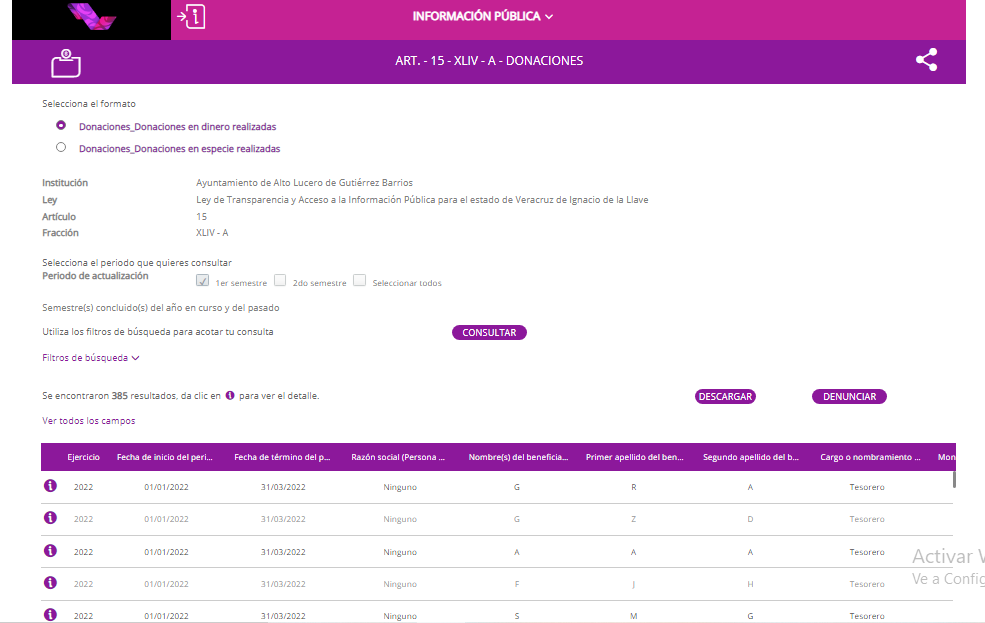 INFORMACIÓN PÚBLICA
ART. - 15 - XLIV - A - DONACIONES
Selecciona el formato
Donaciones_Donaciones en dinero realizadas
Donaciones_Donaciones en especie realizadas
Institución Ayuntamiento de Alto Lucero de Gutiérrez Barrios
Ley Ley de Transparencia y Acceso a la Información Pública para el estado de Veracruz de Ignacio de la Llave
Artículo 15
Fracción XLIV - A
Selecciona el periodo que quieres consultar
Periodo de actualización 1er semestre 2do semestre Seleccionar todos
Semestre(s) concluido(s) del año en curso y del pasado
Utiliza los filtros de búsqueda para acotar tu consulta CONSULTAR
Filtros de búsqueda
Se encontraron 385 resultados, da clic en i para ver el detalle. DESCARGAR DENUNCIAR
Ver todos los campos
Ejercicio Fecha de inicio del peri... Fecha de término del p... Razón social (Persona ... Nombre(s) del beneficia... Primer apellido del ben... Segundo apellido del b... Cargo o nombramiento ... Mon
2022 01/01/2022 31/03/2022 Ninguno G R A Tesorero
2022 01/01/2022 31/03/2022 Ninguno G Z D Tesorero
2022 01/01/2022 31/03/2022 Ninguno A A A Tesorero
2022 01/01/2022 31/03/2022 Ninguno F J H Tesorero
2022 01/01/2022 31/03/2022 Ninguno S M G Tesorero
Activar
Ve a Config